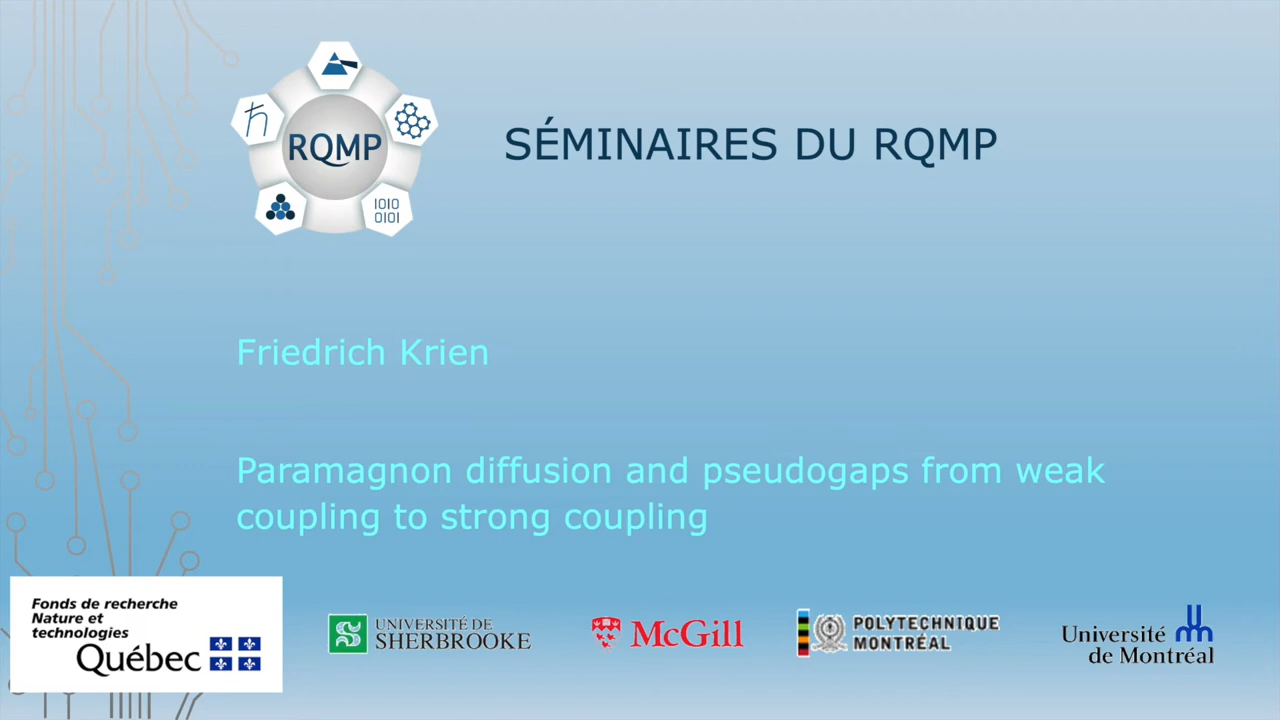 ħ
RQMP
1010
0101
SÉMINAIRES DU RQMP
Friedrich Krien
Paramagnon diffusion and pseudogaps from weak
coupling to strong coupling
Fonds de recherche
Nature et
technologies
Québec
UNIVERSITÉ DE
SHERBROOKE
McGill
POLYTECHNIQUE
MONTRÉAL
Université
de Montréal